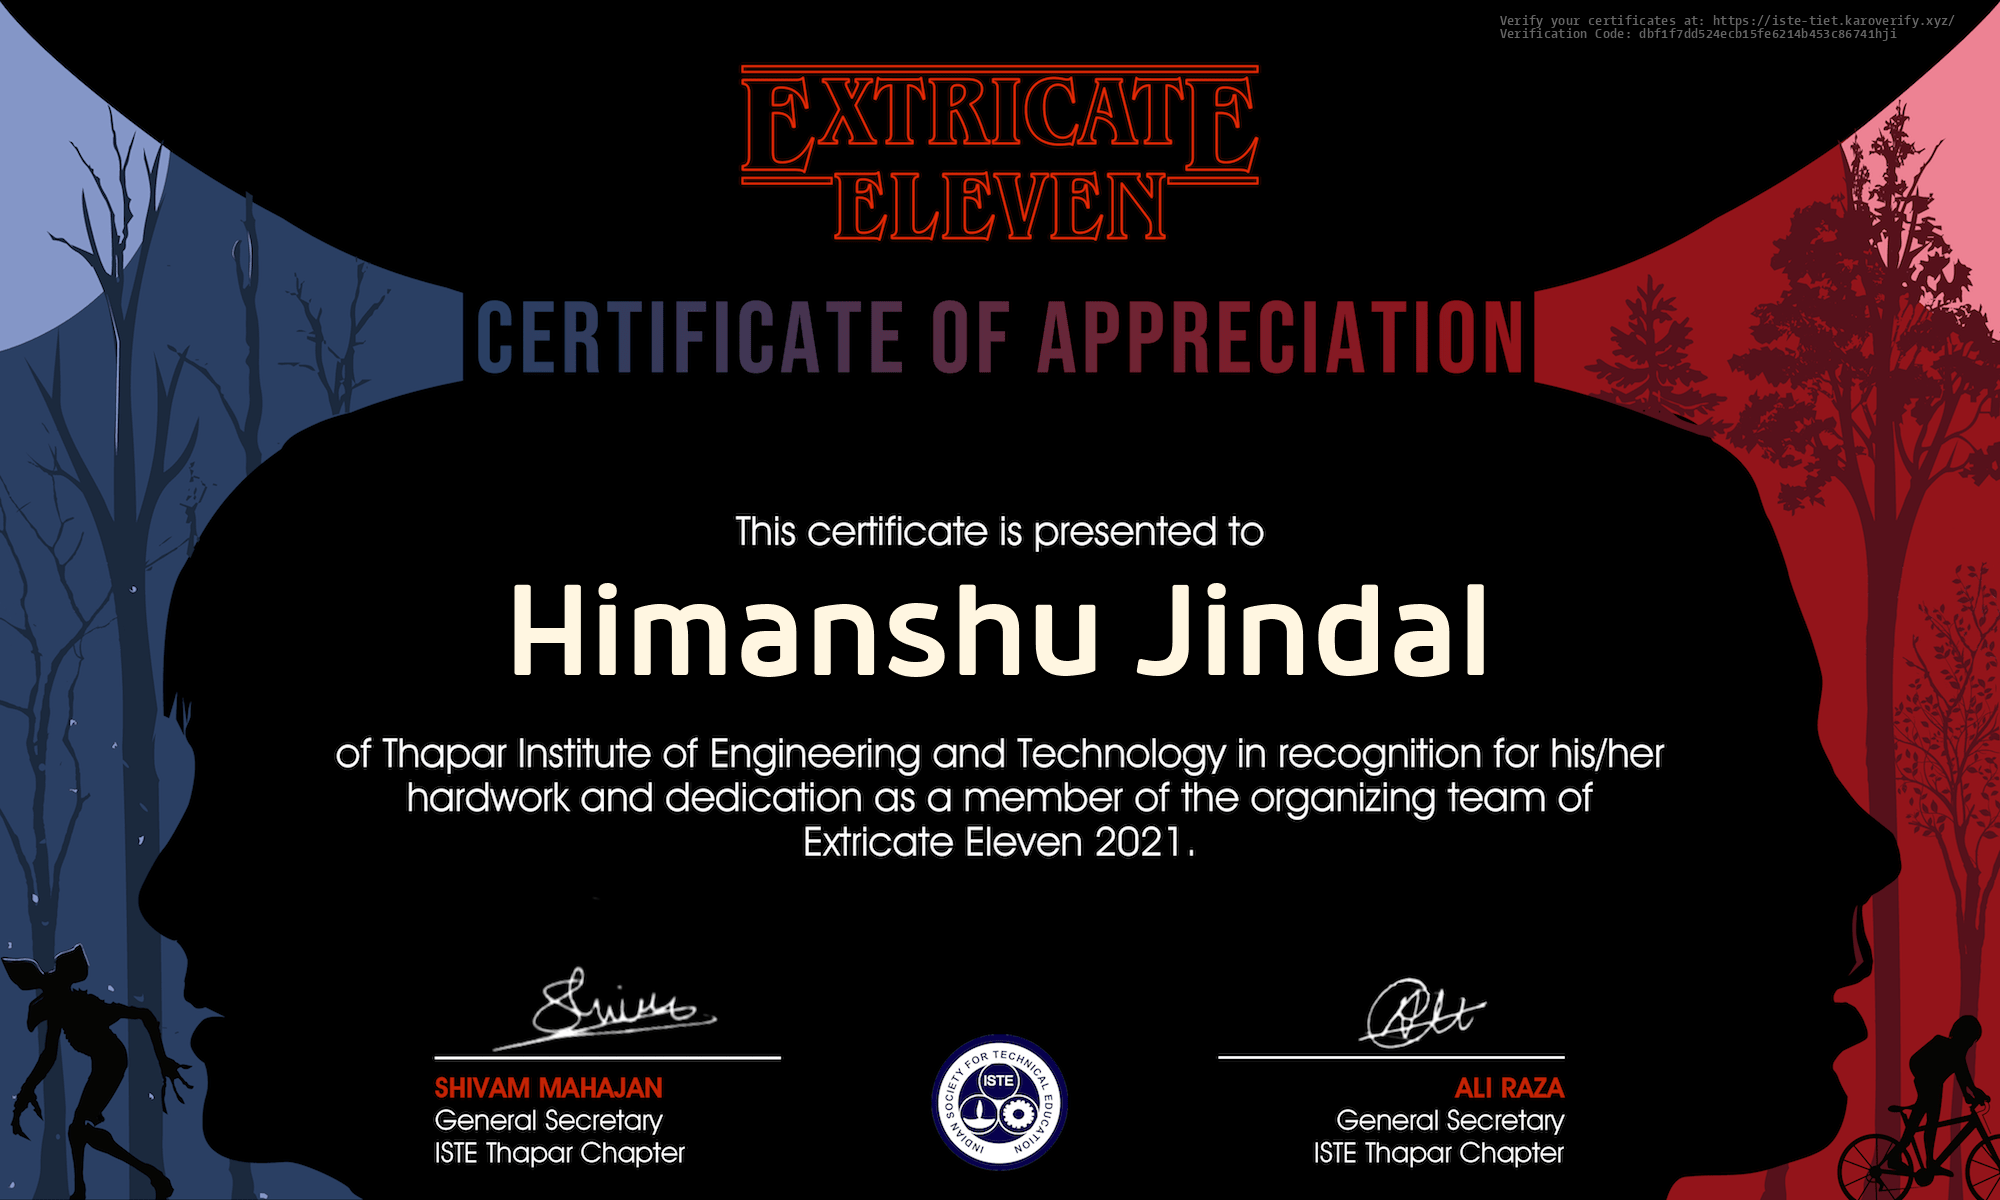 Verify your certificates at: https://iste-tiet.karoverify.xyz/
Verification Code: dbf1f7dd524ecb15fe6214b453c86741hji
EXTRICATE
ELEVEN
CERTIFICATE OF APPRECIATION
This certificate is presented to
Himanshu Jindal
of Thapar Institute of Engineering and Technology in recognition for his/her
hardwork and dedication as a member of the organizing team of
Extricate Eleven 2021.
SHIVAM MAHAJAN
General Secretary
ISTE Thapar Chapter
INDIAN SOCIETY FOR TECHNICAL EDUCATION
ISTE
ALI RAZA
General Secretary
ISTE Thapar Chapter